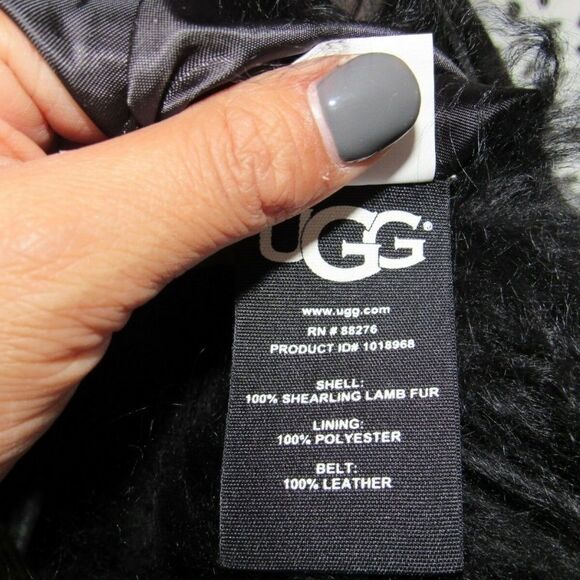 UGG®
www.ugg.com
RN # 88276
PRODUCT ID# 1018968
SHELL:
100% SHEARLING LAMB FUR
LINING:
100% POLYESTER
BELT:
100% LEATHER